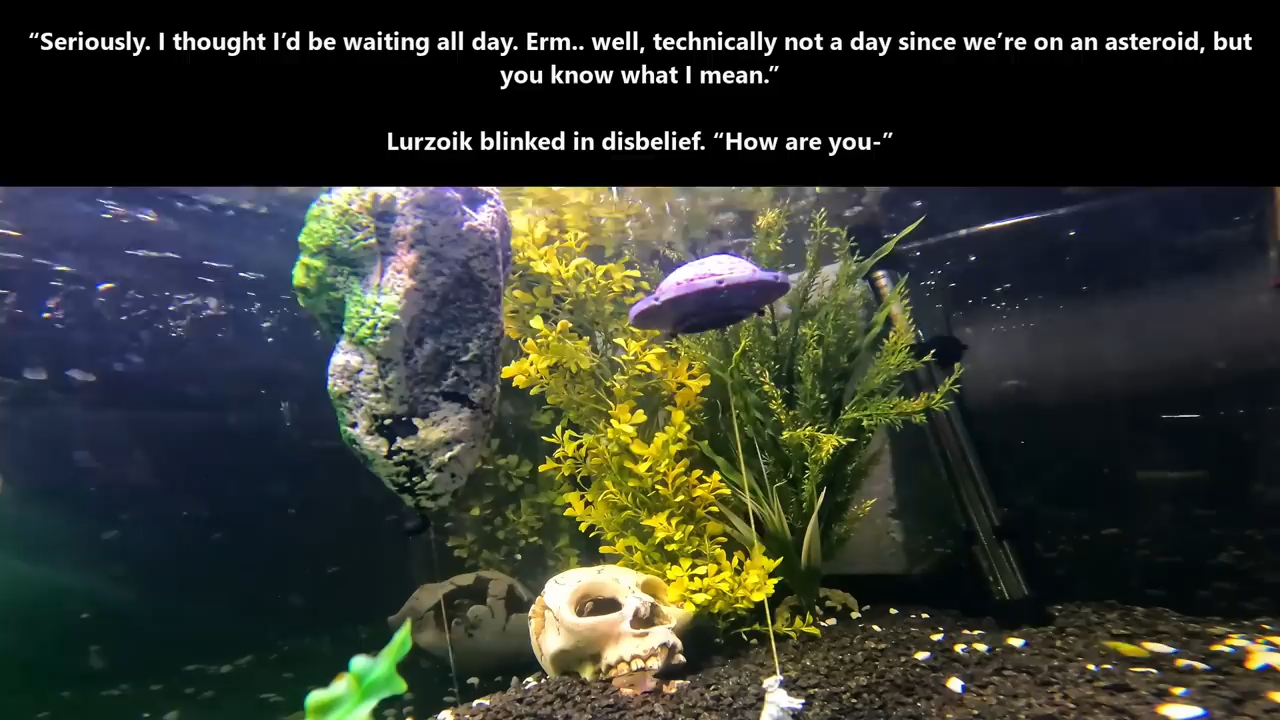 “Seriously. I thought I’d be waiting all day. Erm.. well, technically not a day since we’re on an asteroid, but
you know what I mean.”
Lurzoik blinked in disbelief. “How are you-”